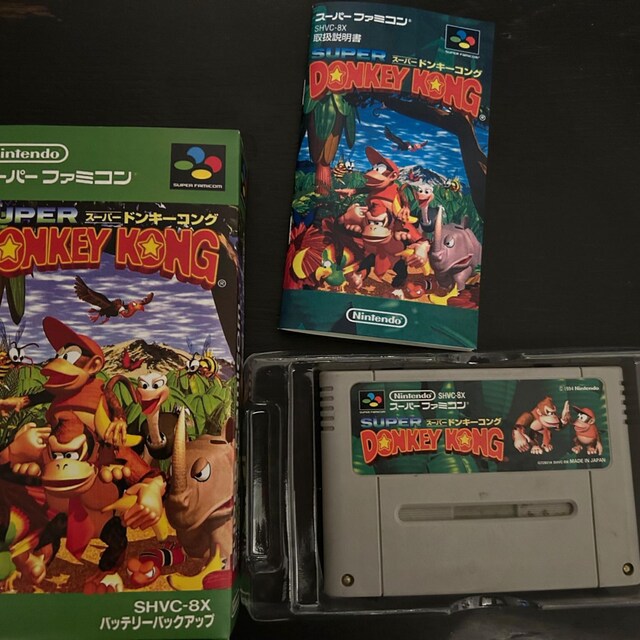 スーパーファミコン
SHVC-8X
取扱説明書
SUPER FAMICOM
SUPER スーパードンキーコング
DONKEY KONG
Nintendo
Nintendo
スーパーファミコン
SUPER FAMICOM
SUPER スーパードンキーコング
DONKEY KONG
SHVC-8X
バッテリーバックアップ
Nintendo SHVC-8X
スーパーファミコン
SUPER スーパードンキーコング
DONKEY KONG
©1994 Nintendo
MADE IN JAPAN